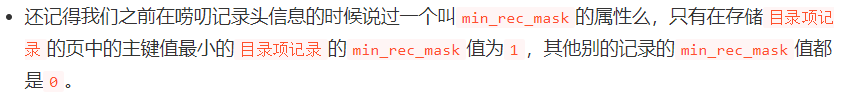 • 还记得我们之前在唠叨记录头信息的时候说过一个叫 min_rec_mask 的属性么，只有在存储 目录项记
录 的页中的主键值最小的 目录项记录 的 min_rec_mask 值为 1 ，其他别的记录的 min_rec_mask 值都
是 0 。